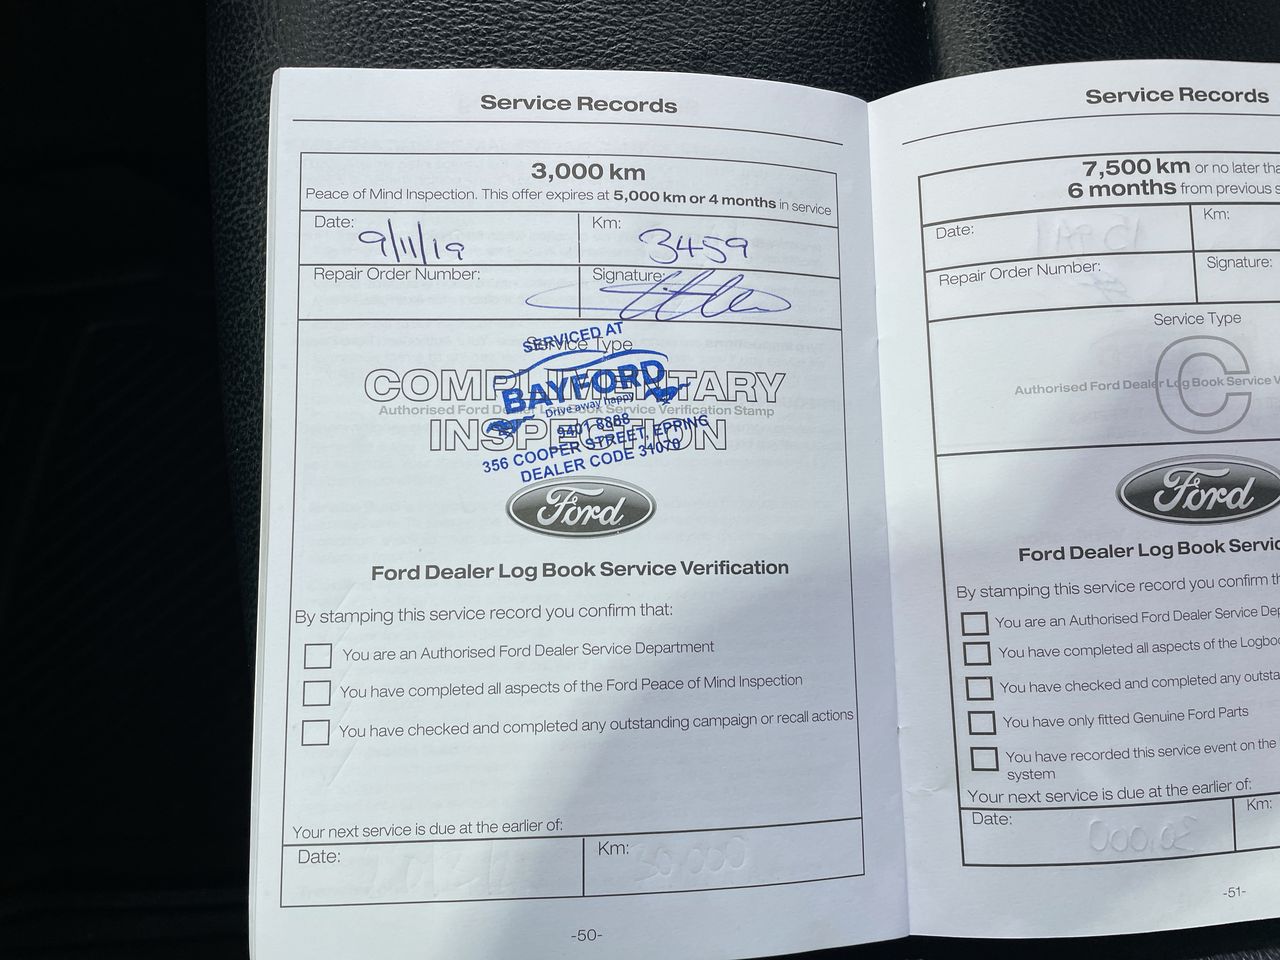 Service Records
3,000 km
Peace of Mind Inspection. This offer expires at 5,000 km or 4 months in service
Date: 9/11/19
Km: 3459
Repair Order Number:
Signature:
Service Type
COMPLIMENTARY
Authorised Ford Dealer Log Book Service Verification Stamp
INSPECTION
SERVICED AT
BAYFORD
Drive away happy
9401 8888
356 COOPER STREET, EPPING
DEALER CODE 31070
Ford
Ford Dealer Log Book Service Verification
By stamping this service record you confirm that:
You are an Authorised Ford Dealer Service Department
You have completed all aspects of the Ford Peace of Mind Inspection
You have checked and completed any outstanding campaign or recall actions
Your next service is due at the earlier of:
Date:
Km:
-50-
Service Records
7,500 km or no later tha
6 months from previous s
Date:
Km:
Repair Order Number:
Signature:
Service Type
C
Authorised Ford Dealer Log Book Service V
Ford
Ford Dealer Log Book Servic
By stamping this service record you confirm th
You are an Authorised Ford Dealer Service Dep
You have completed all aspects of the Logboo
You have checked and completed any outsta
You have only fitted Genuine Ford Parts
You have recorded this service event on the
system
Your next service is due at the earlier of:
Date:
Km:
-51-